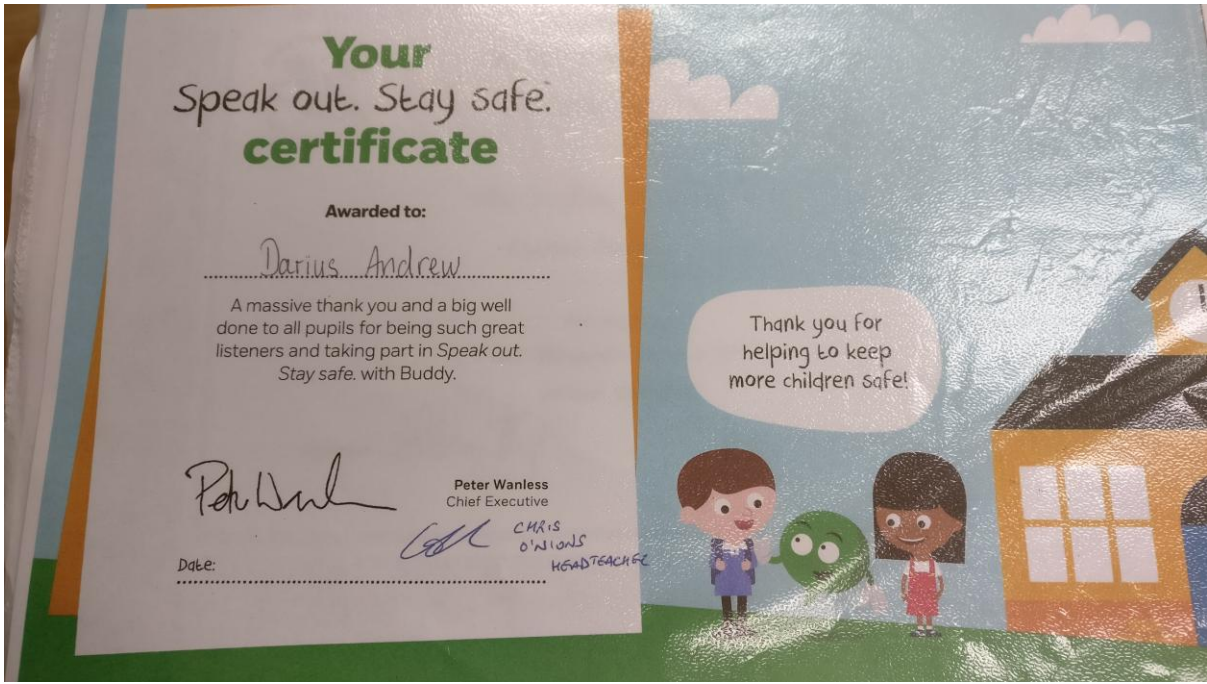 Your
Speak out. Stay safe.
certificate
Awarded to:
Darius Andrew
A massive thank you and a big well
done to all pupils for being such great
listeners and taking part in Speak out.
Stay safe. with Buddy.
Peter Wanless
Chief Executive
CHRIS
O'NIONS
HEADTEACHER
Date:
Thank you for
helping to keep
more children safe!